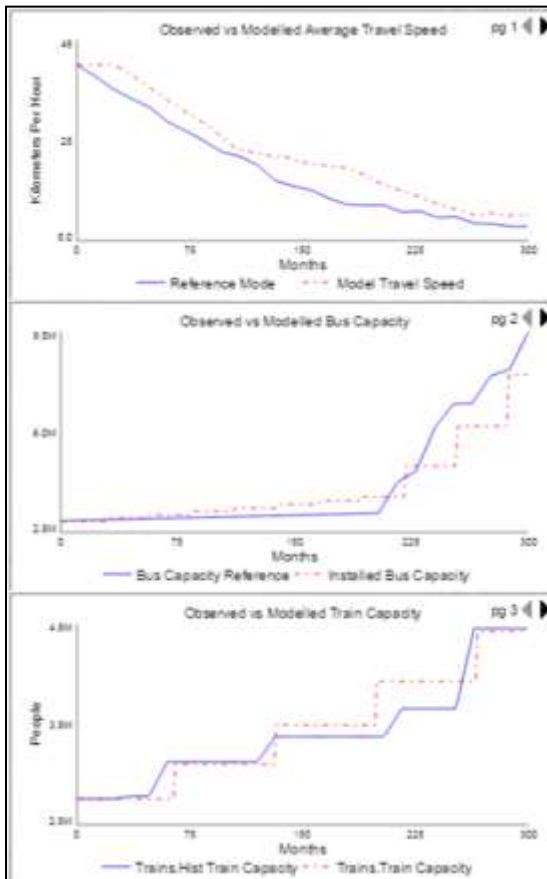 Observed vs Modelled Average Travel Speed pg 1
Kilometers Per Hour
0 75 150 225 300
Months
Reference Mode Model Travel Speed
Observed vs Modelled Bus Capacity pg 2
0 75 150 225 300
Months
Bus Capacity Reference Installed Bus Capacity
Observed vs Modelled Train Capacity pg 3
People
0 75 150 225 300
Months
Trains.Hist Train Capacity Trains.Train Capacity